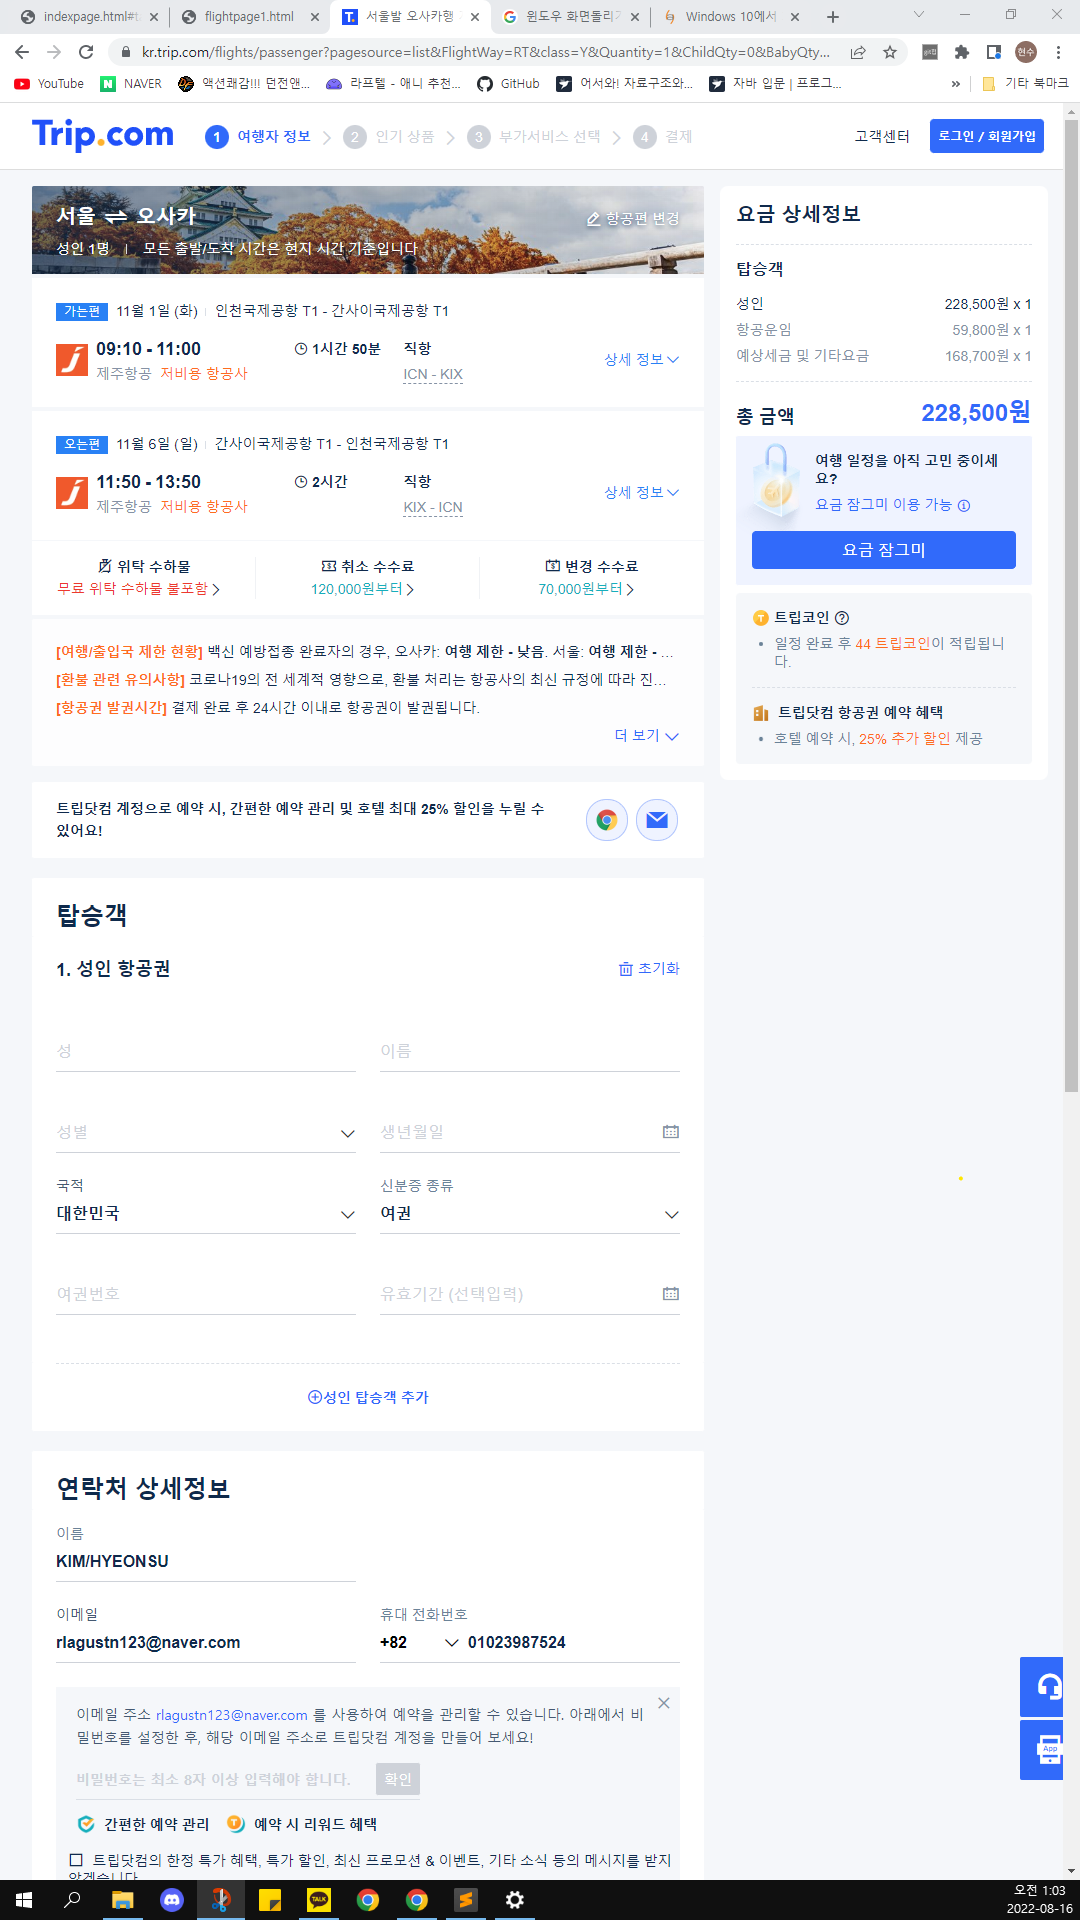 indexpage.html#t
flightpage1.html
서울발 오사카행
윈도우 화면돌리기
Windows 10에서
kr.trip.com/flights/passenger?pagesource=list&FlightWay=RT&class=Y&Quantity=1&ChildQty=0&BabyQty...
현수
YouTube
NAVER
액션쾌감!!! 던전앤...
라프텔 - 애니 추천...
GitHub
어서와! 자료구조와...
자바 입문 | 프로그...
»
기타 북마크
Trip.com
1 여행자 정보
2 인기 상품
3 부가서비스 선택
4 결제
고객센터
로그인 / 회원가입
서울 ⇌ 오사카
항공편 변경
성인 1명 | 모든 출발/도착 시간은 현지 시간 기준입니다
가는편 11월 1일 (화) 인천국제공항 T1 - 간사이국제공항 T1
09:10 - 11:00 1시간 50분 직항
제주항공 저비용 항공사 ICN - KIX
상세 정보
오는편 11월 6일 (일) 간사이국제공항 T1 - 인천국제공항 T1
11:50 - 13:50 2시간 직항
제주항공 저비용 항공사 KIX - ICN
상세 정보
위탁 수하물 취소 수수료 변경 수수료
무료 위탁 수하물 불포함 120,000원부터 70,000원부터
[여행/출입국 제한 현황] 백신 예방접종 완료자의 경우, 오사카: 여행 제한 - 낮음. 서울: 여행 제한 - ...
[환불 관련 유의사항] 코로나19의 전 세계적 영향으로, 환불 처리는 항공사의 최신 규정에 따라 진...
[항공권 발권시간] 결제 완료 후 24시간 이내로 항공권이 발권됩니다.
더 보기
트립닷컴 계정으로 예약 시, 간편한 예약 관리 및 호텔 최대 25% 할인을 누릴 수
있어요!
탑승객
1. 성인 항공권
초기화
성 이름
성별 생년월일
국적 신분증 종류
대한민국 여권
여권번호 유효기간 (선택입력)
성인 탑승객 추가
연락처 상세정보
이름
KIM/HYEONSU
이메일 휴대 전화번호
rlagustn123@naver.com +82 01023987524
이메일 주소 rlagustn123@naver.com 를 사용하여 예약을 관리할 수 있습니다. 아래에서 비
밀번호를 설정한 후, 해당 이메일 주소로 트립닷컴 계정을 만들어 보세요!
비밀번호는 최소 8자 이상 입력해야 합니다. 확인
간편한 예약 관리 예약 시 리워드 혜택
트립닷컴의 한정 특가 혜택, 특가 할인, 최신 프로모션 & 이벤트, 기타 소식 등의 메시지를 받지
않겠습니다
요금 상세정보
탑승객
성인 228,500원 x 1
항공운임 59,800원 x 1
예상세금 및 기타요금 168,700원 x 1
총 금액 228,500원
여행 일정을 아직 고민 중이세
요?
요금 잠그미 이용 가능
요금 잠그미
트립코인
• 일정 완료 후 44 트립코인이 적립됩니
다.
트립닷컴 항공권 예약 혜택
• 호텔 예약 시, 25% 추가 할인 제공
App
TALK
오전 1:03
2022-08-16